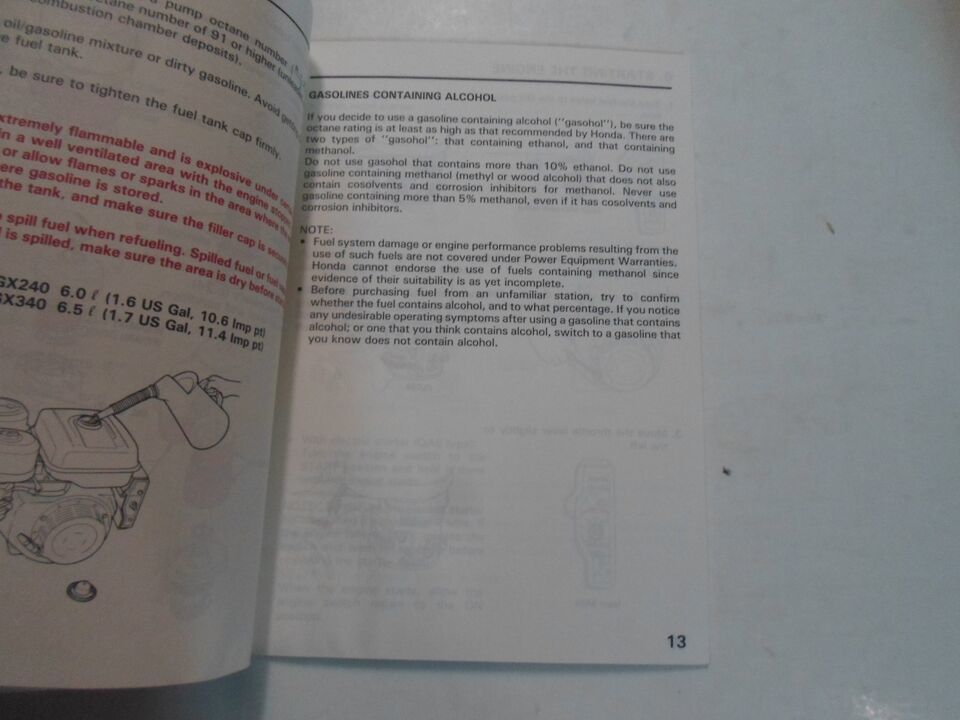 pump octane number
octane number of 91 or higher (unleaded
combustion chamber deposits).
oil/gasoline mixture or dirty gasoline. Avoid getting
fuel tank.
, be sure to tighten the fuel tank cap firmly.
extremely flammable and is explosive under
in a well ventilated area with the engine stopped.
or allow flames or sparks in the area where the
where gasoline is stored.
the tank, and make sure the filler cap is secured
spill fuel when refueling. Spilled fuel or fuel
is spilled, make sure the area is dry before
GX240 6.0 ℓ (1.6 US Gal, 10.6 Imp pt)
GX340 6.5 ℓ (1.7 US Gal, 11.4 Imp pt)
GASOLINES CONTAINING ALCOHOL
If you decide to use a gasoline containing alcohol (''gasohol''), be sure the
octane rating is at least as high as that recommended by Honda. There are
two types of ''gasohol'': that containing ethanol, and that containing
methanol.
Do not use gasohol that contains more than 10% ethanol. Do not use
gasoline containing methanol (methyl or wood alcohol) that does not also
contain cosolvents and corrosion inhibitors for methanol. Never use
gasoline containing more than 5% methanol, even if it has cosolvents and
corrosion inhibitors.
NOTE:
• Fuel system damage or engine performance problems resulting from the
use of such fuels are not covered under Power Equipment Warranties.
Honda cannot endorse the use of fuels containing methanol since
evidence of their suitability is as yet incomplete.
• Before purchasing fuel from an unfamiliar station, try to confirm
whether the fuel contains alcohol, and to what percentage. If you notice
any undesirable operating symptoms after using a gasoline that contains
alcohol; or one that you think contains alcohol, switch to a gasoline that
you know does not contain alcohol.
13